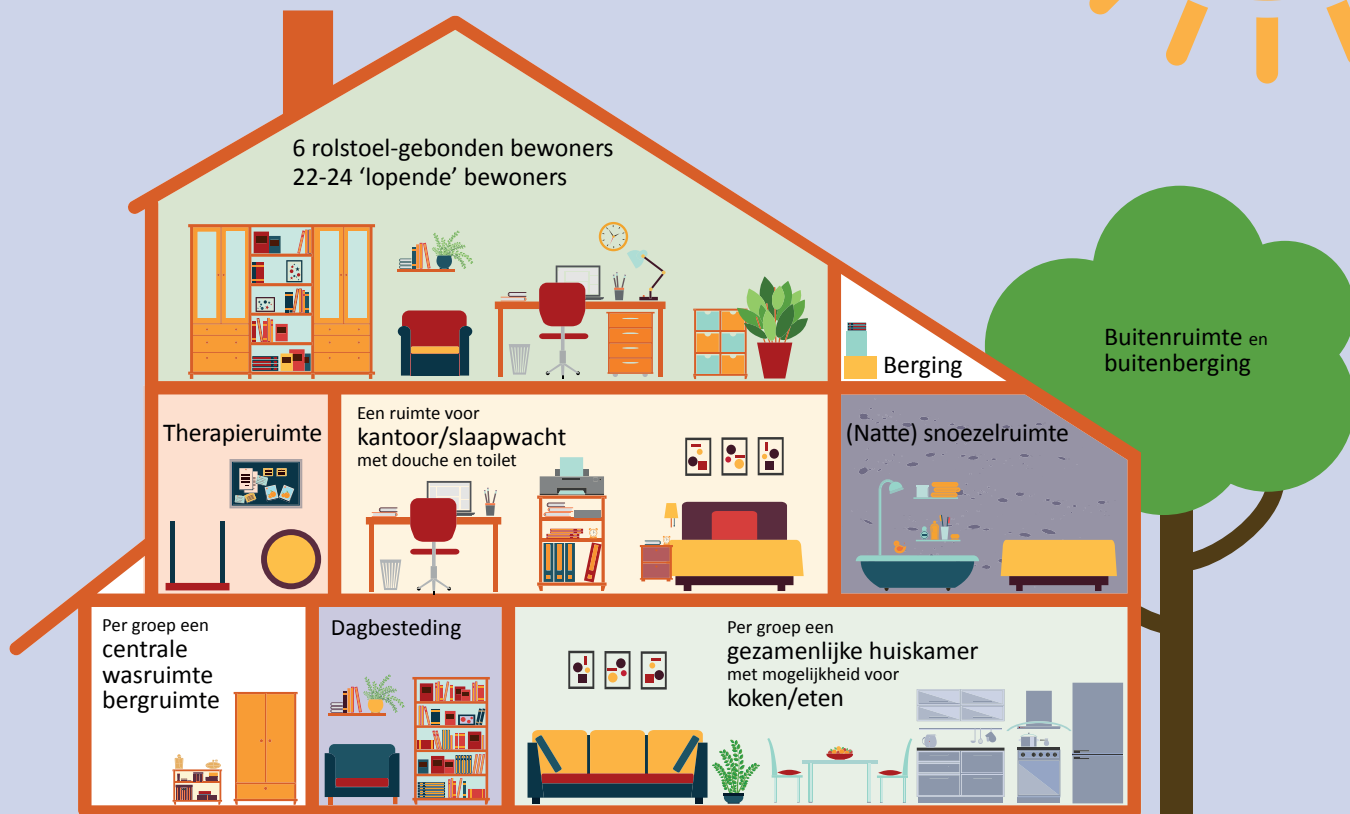 6 rolstoel-gebonden bewoners
22-24 ‘lopende’ bewoners
Berging
Buitenruimte en
buitenberging
Therapieruimte
Een ruimte voor
kantoor/slaapwacht
met douche en toilet
(Natte) snoezelruimte
Per groep een
centrale
wasruimte
bergruimte
Dagbesteding
Per groep een
gezamenlijke huiskamer
met mogelijkheid voor
koken/eten